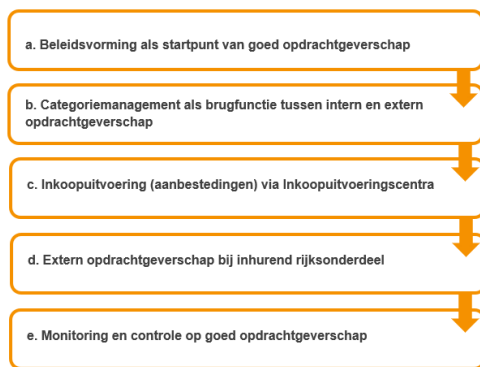 a. Beleidsvorming als startpunt van goed opdrachtgeverschap
b. Categoriemanagement als brugfunctie tussen intern en extern
opdrachtgeverschap
c. Inkoopuitvoering (aanbestedingen) via Inkoopuitvoeringscentra
d. Extern opdrachtgeverschap bij inhurend rijksonderdeel
e. Monitoring en controle op goed opdrachtgeverschap